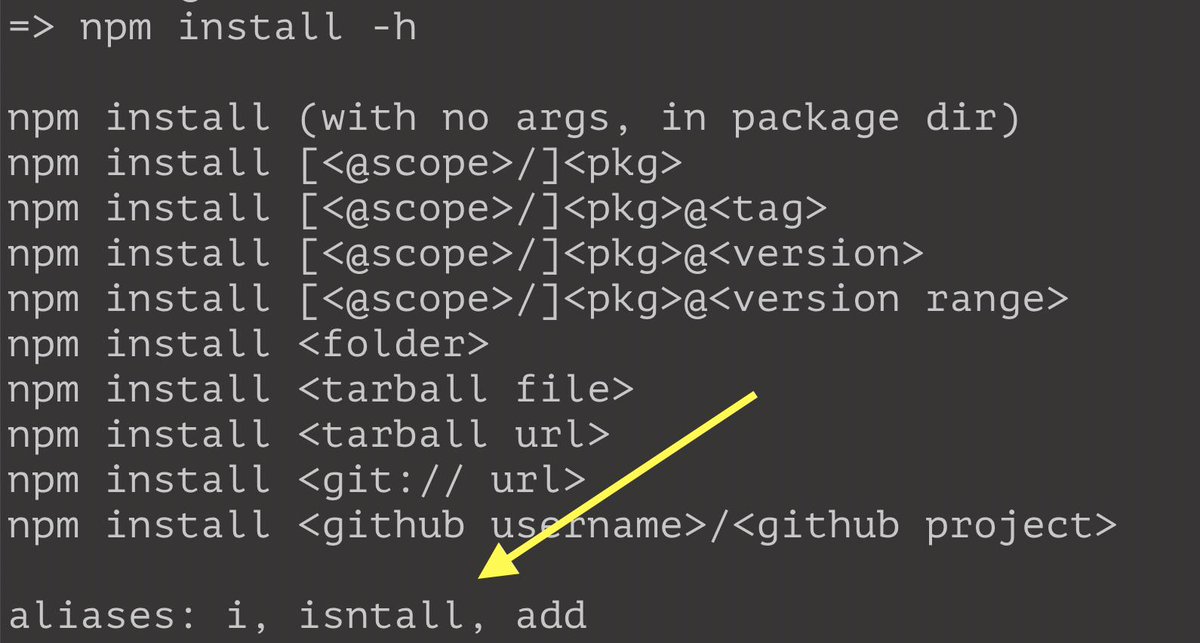 => npm install -h
npm install (with no args, in package dir)
npm install [<@scope>/]<pkg>
npm install [<@scope>/]<pkg>@<tag>
npm install [<@scope>/]<pkg>@<version>
npm install [<@scope>/]<pkg>@<version range>
npm install <folder>
npm install <tarball file>
npm install <tarball url>
npm install <git:// url>
npm install <github username>/<github project>
aliases: i, isntall, add